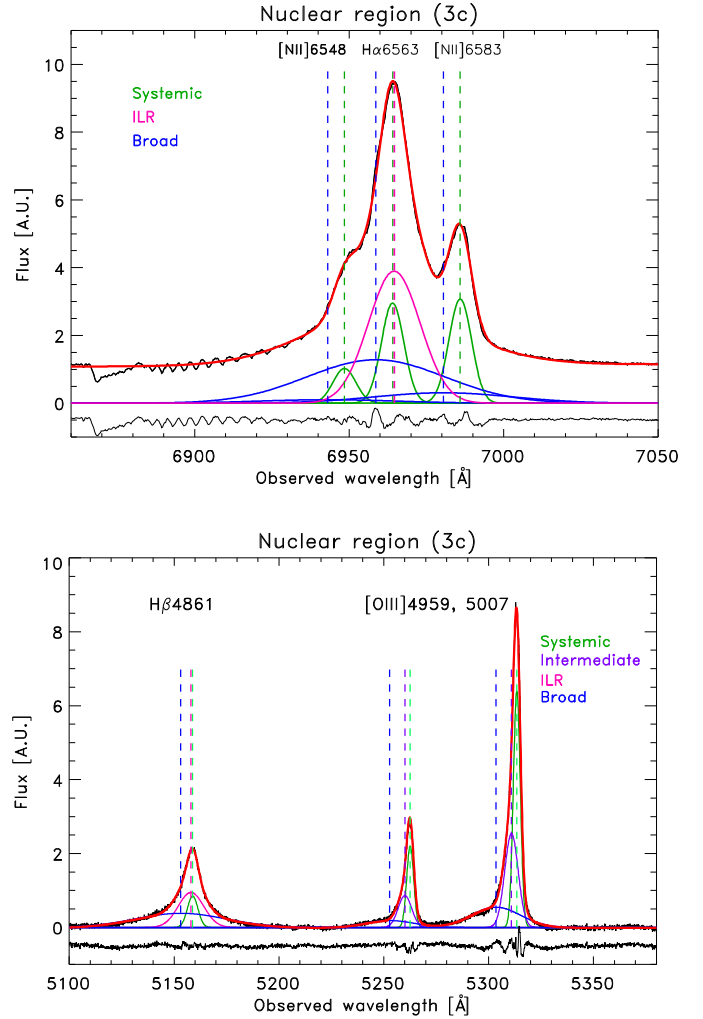 Nuclear region (3c)
[NII]6548 Hα6563 [NII]6583
Systemic
ILR
Broad
10
8
6
4
2
0
Flux [A.U.]
6900 6950 7000 7050
Observed wavelength [Å]
Nuclear region (3c)
Hβ4861 [OIII]4959, 5007
Systemic
Intermediate
ILR
Broad
10
8
6
4
2
0
Flux [A.U.]
5100 5150 5200 5250 5300 5350
Observed wavelength [Å]